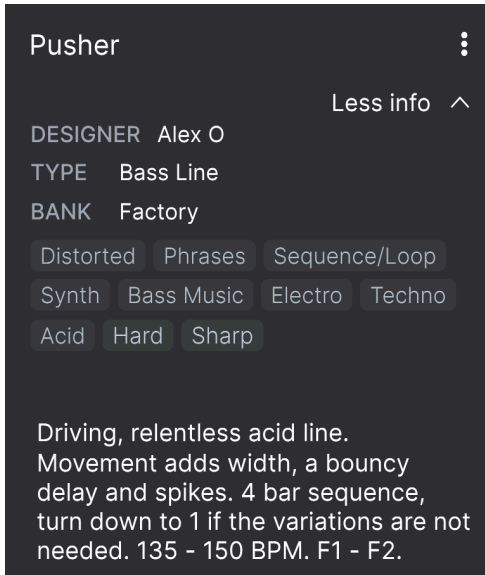 Pusher
Less info
DESIGNER Alex O
TYPE Bass Line
BANK Factory
Distorted Phrases Sequence/Loop
Synth Bass Music Electro Techno
Acid Hard Sharp
Driving, relentless acid line.
Movement adds width, a bouncy
delay and spikes. 4 bar sequence,
turn down to 1 if the variations are not
needed. 135 - 150 BPM. F1 - F2.